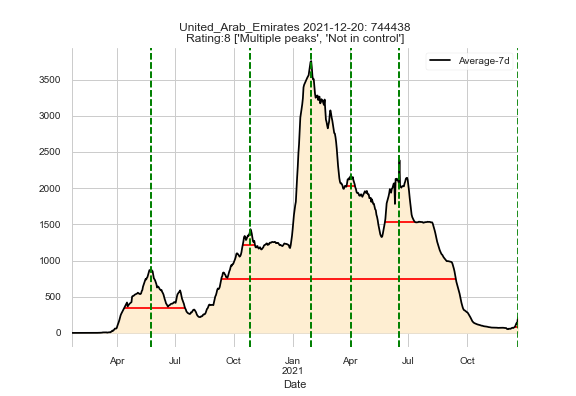 United_Arab_Emirates 2021-12-20: 744438
Rating:8 ['Multiple peaks', 'Not in control']
Average-7d
3500
3000
2500
2000
1500
1000
500
0
Apr Jul Oct Jan Apr Jul Oct
2021
Date